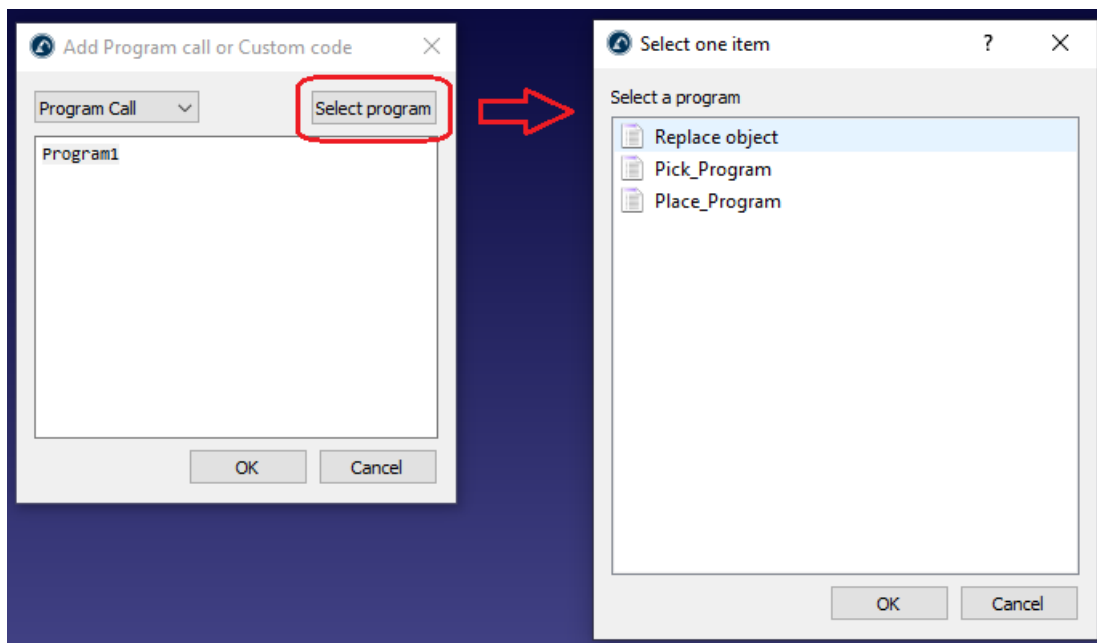 Add Program call or Custom code
Program Call
Select program
Program1
OK
Cancel
Select one item
?
Select a program
Replace object
Pick_Program
Place_Program
OK
Cancel